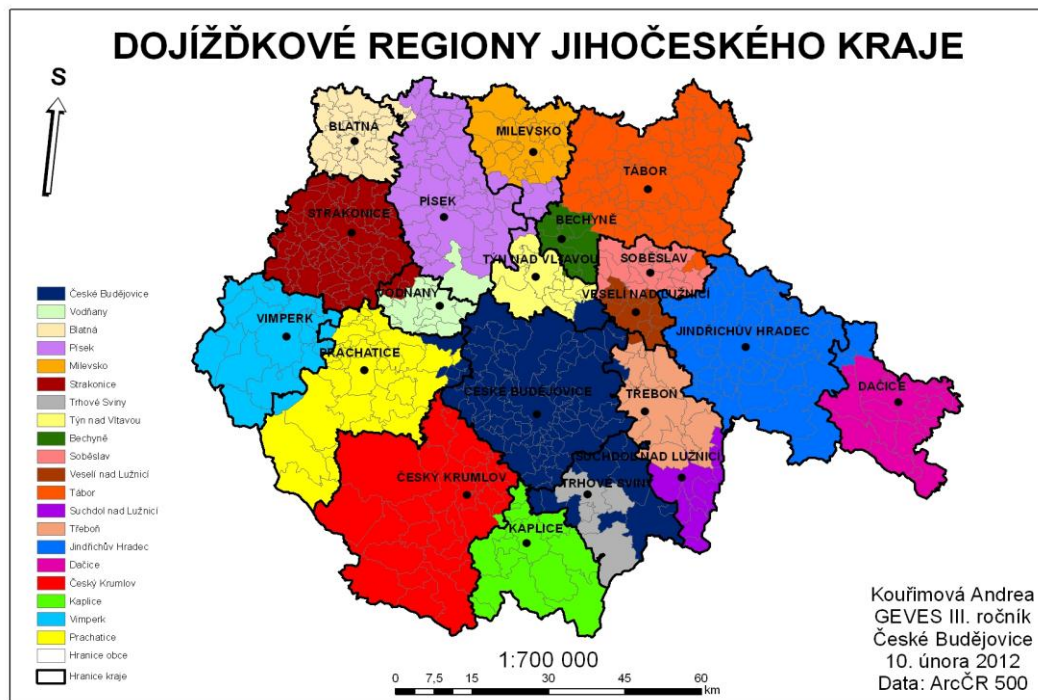 DOJÍŽĎKOVÉ REGIONY JIHOČESKÉHO KRAJE
S
BLATNÁ
MILEVSKO
TÁBOR
PÍSEK
STRAKONICE
BECHYNĚ
TÝN NAD VLTAVOU
SOBĚSLAV
VODŇANY
VESELÍ NAD LUŽNICÍ
VIMPERK
JINDŘICHŮV HRADEC
PRACHATICE
DAČICE
ČESKÉ BUDĚJOVICE
TŘEBOŇ
SUCHDOL NAD LUŽNICÍ
ČESKÝ KRUMLOV
TRHOVÉ SVINY
KAPLICE
České Budějovice
Vodňany
Blatná
Písek
Milevsko
Strakonice
Trhové Sviny
Týn nad Vltavou
Bechyně
Soběslav
Veselí nad Lužnicí
Tábor
Suchdol nad Lužnicí
Třeboň
Jindřichův Hradec
Dačice
Český Krumlov
Kaplice
Vimperk
Prachatice
Hranice obce
Hranice kraje
1:700 000
0 7,5 15 30 45 60
km
Kouřimová Andrea
GEVES III. ročník
České Budějovice
10. února 2012
Data: ArcČR 500